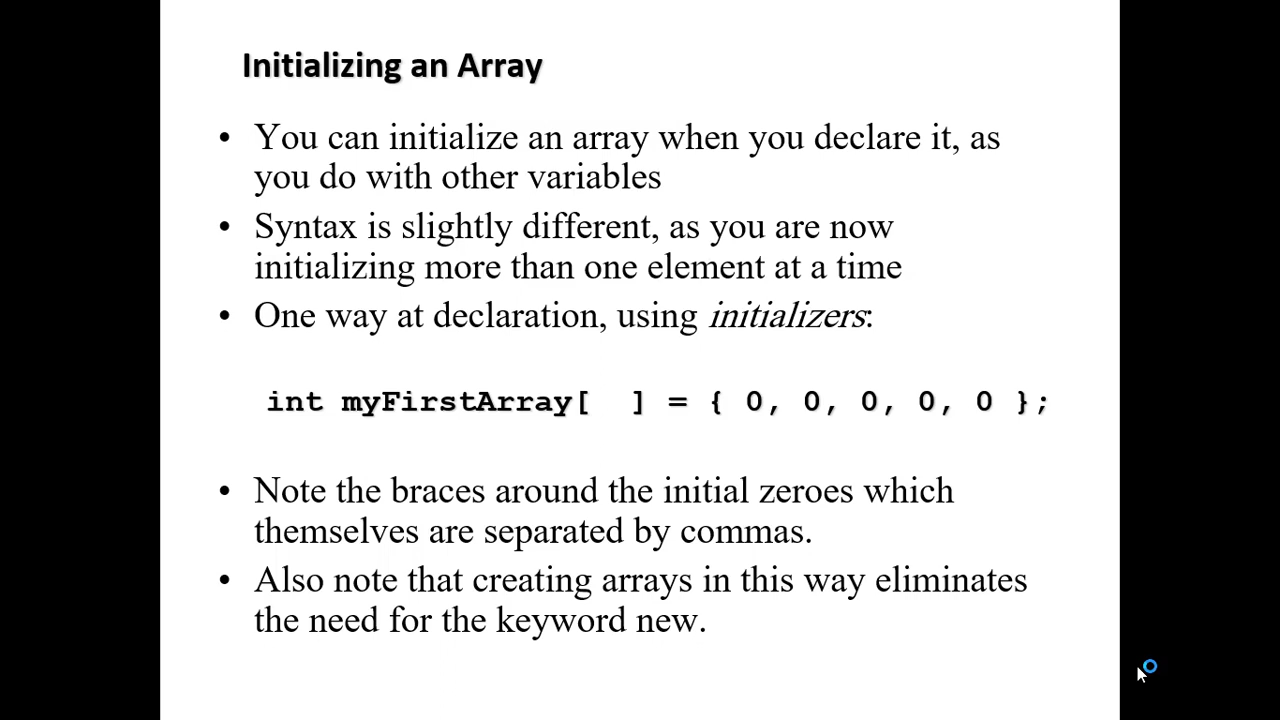 Initializing an Array
• You can initialize an array when you declare it, as
you do with other variables
• Syntax is slightly different, as you are now
initializing more than one element at a time
• One way at declaration, using initializers:
int myFirstArray[  ] = { 0, 0, 0, 0, 0 };
• Note the braces around the initial zeroes which
themselves are separated by commas.
• Also note that creating arrays in this way eliminates
the need for the keyword new.